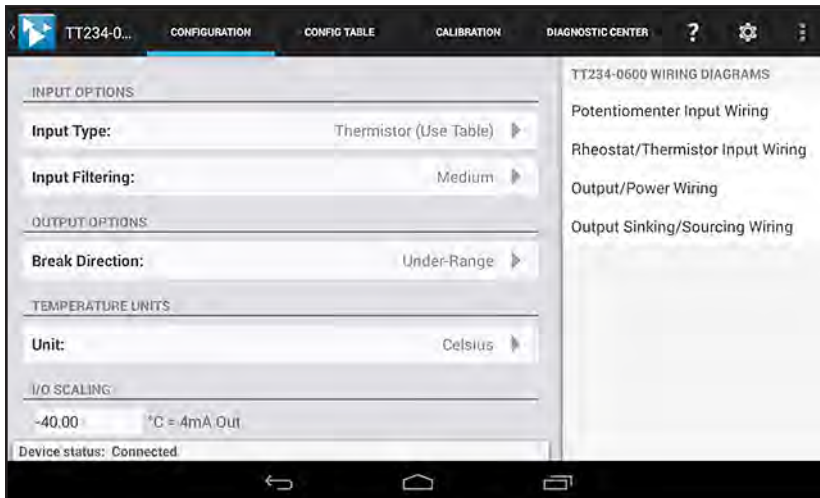 TT234-0... CONFIGURATION CONFIG TABLE CALIBRATION DIAGNOSTIC CENTER ?
INPUT OPTIONS
Input Type: Thermistor (Use Table)
Input Filtering: Medium
OUTPUT OPTIONS
Break Direction: Under-Range
TEMPERATURE UNITS
Unit: Celsius
I/O SCALING
-40.00 °C = 4mA Out
Device status: Connected
TT234-0600 WIRING DIAGRAMS
Potentiomenter Input Wiring
Rheostat/Thermistor Input Wiring
Output/Power Wiring
Output Sinking/Sourcing Wiring